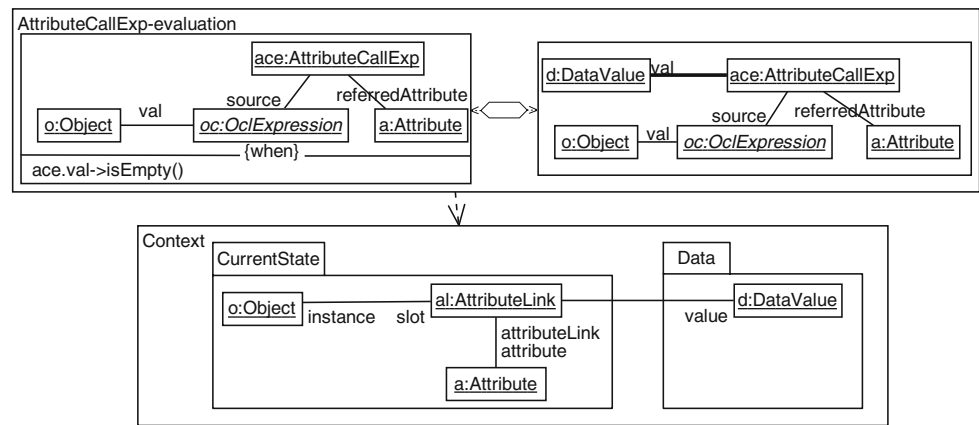 AttributeCallExp-evaluation
ace:AttributeCallExp
source
referredAttribute
val
o:Object
oc:OclExpression
a:Attribute
{when}
ace.val->isEmpty()
d:DataValue
val
ace:AttributeCallExp
source
referredAttribute
o:Object
val
oc:OclExpression
a:Attribute
Context
CurrentState
o:Object
instance
slot
al:AttributeLink
attributeLink
attribute
a:Attribute
Data
value
d:DataValue